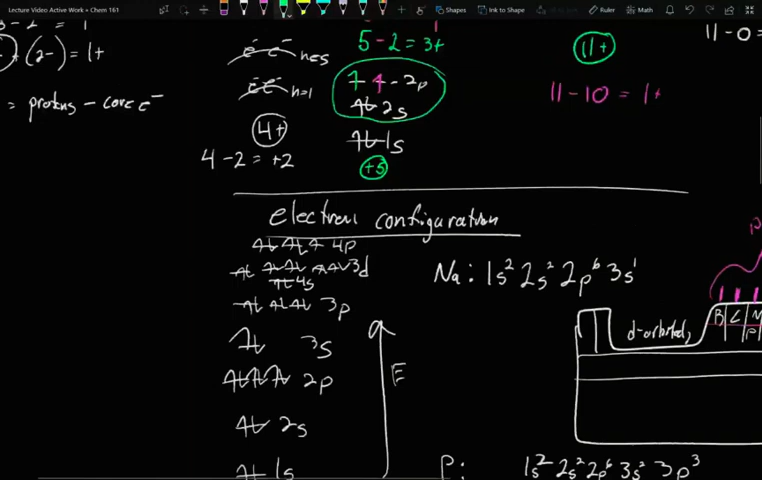 Lecture Video Active Work • Chem 161
Shapes
Ink to Shape
Ruler
Math
(2-) = 1+
= protons - core e⁻
n=1
4+
4-2 = +2
5-2 = 3+
2p
2s
1s
+5
11+
11-10 = 1+
11-0 =
electron configuration
4p
3d
4s
3p
3s
2p
2s
1s
E
Na: 1s² 2s² 2p⁶ 3s¹
d-orbitals
B C N
P
P: 1s² 2s² 2p⁶ 3s² 3p³